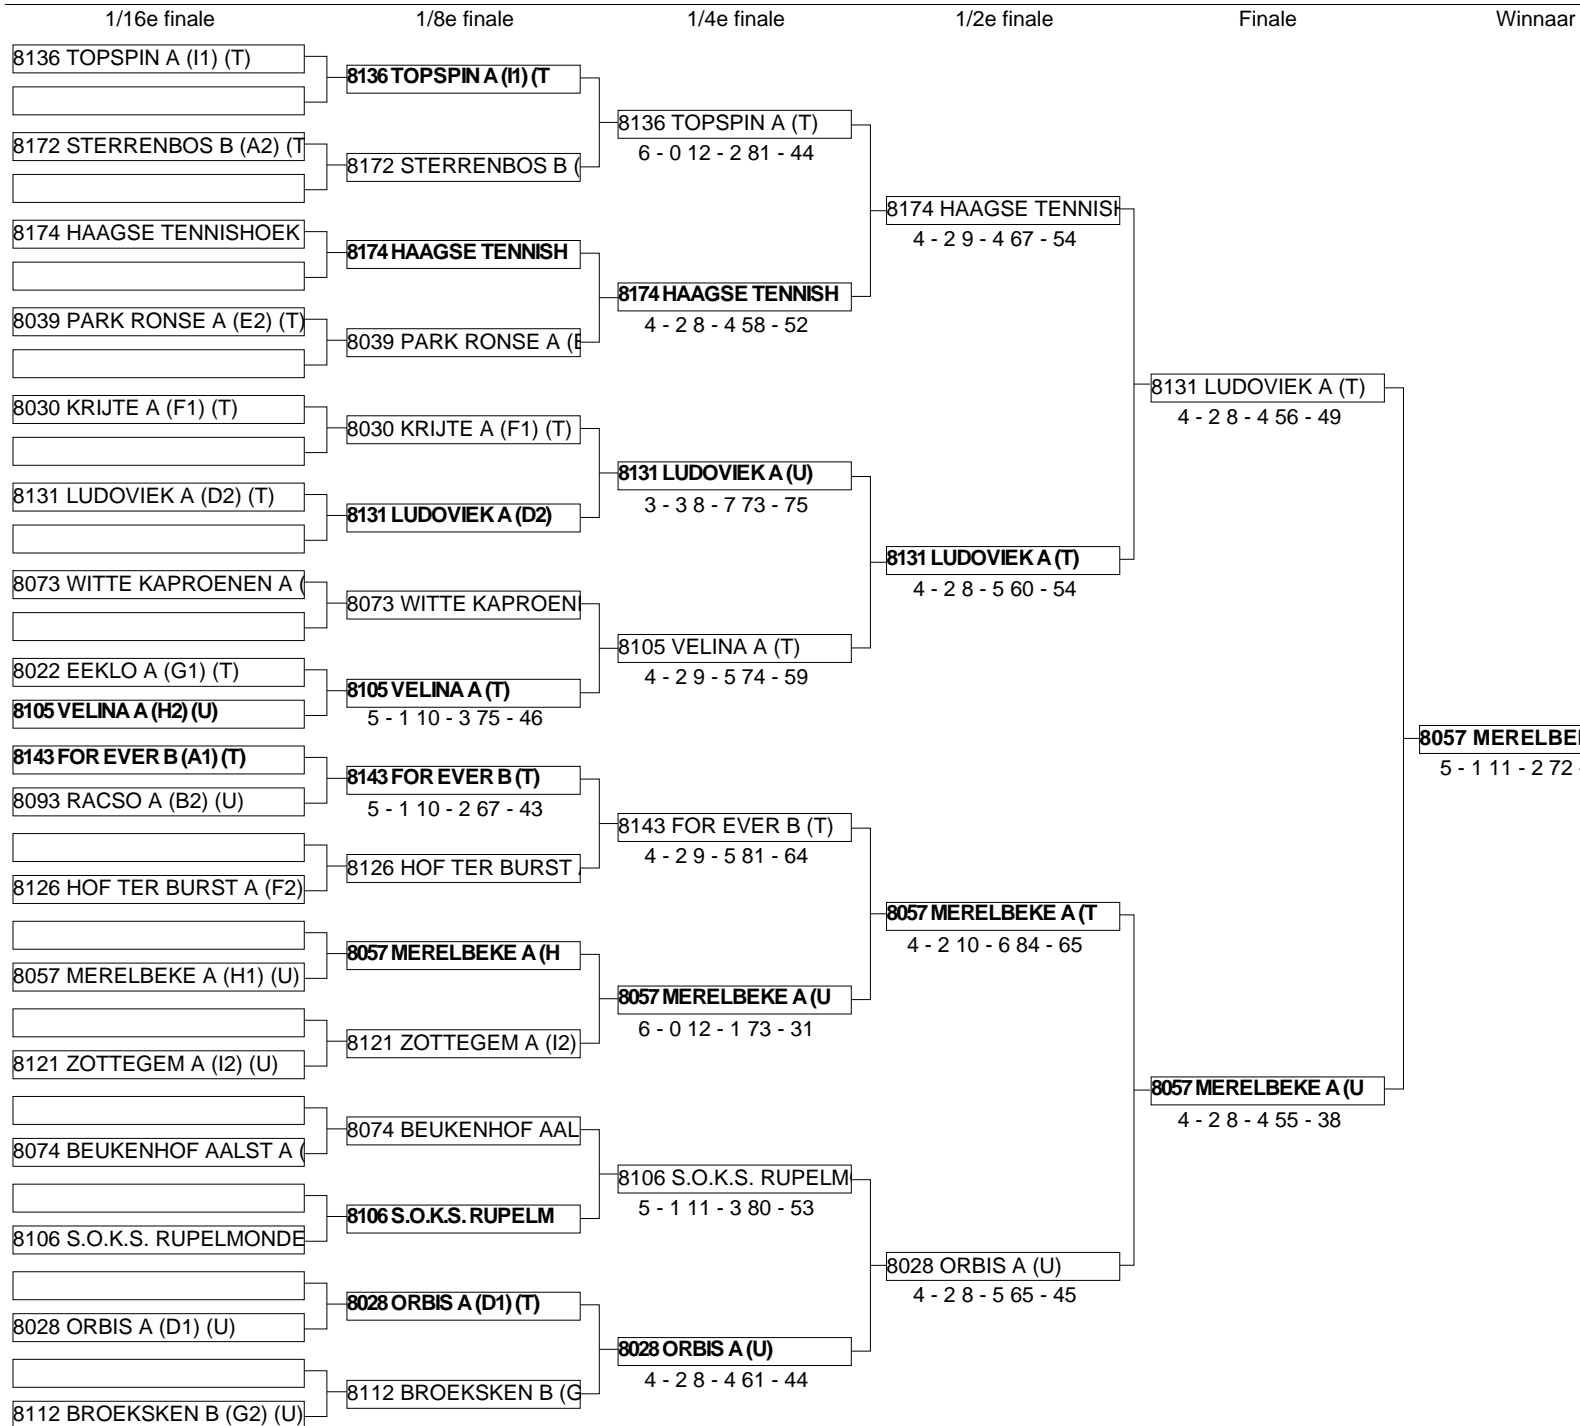 1/16e finale 1/8e finale 1/4e finale 1/2e finale Finale Winnaar
8136 TOPSPIN A (I1) (T)
8172 STERRENBOS B (A2) (T
8174 HAAGSE TENNISHOEK
8039 PARK RONSE A (E2) (T)
8030 KRIJTE A (F1) (T)
8131 LUDOVIEK A (D2) (T)
8073 WITTE KAPROENEN A (
8022 EEKLO A (G1) (T)
8105 VELINA A (H2) (U)
8143 FOR EVER B (A1) (T)
8093 RACSO A (B2) (U)
8126 HOF TER BURST A (F2)
8057 MERELBEKE A (H1) (U)
8121 ZOTTEGEM A (I2) (U)
8074 BEUKENHOF AALST A (
8106 S.O.K.S. RUPELMONDE
8028 ORBIS A (D1) (U)
8112 BROEKSKEN B (G2) (U)
8136 TOPSPIN A (I1) (T
8172 STERRENBOS B (
8174 HAAGSE TENNISH
8039 PARK RONSE A (E
8030 KRIJTE A (F1) (T)
8131 LUDOVIEK A (D2)
8073 WITTE KAPROEN
8105 VELINA A (T)
5 - 1 10 - 3 75 - 46
8143 FOR EVER B (T)
5 - 1 10 - 2 67 - 43
8126 HOF TER BURST
8057 MERELBEKE A (H
8121 ZOTTEGEM A (I2)
8074 BEUKENHOF AAL
8106 S.O.K.S. RUPELM
8028 ORBIS A (D1) (T)
8112 BROEKSKEN B (G
8136 TOPSPIN A (T)
6 - 0 12 - 2 81 - 44
8174 HAAGSE TENNISH
4 - 2 8 - 4 58 - 52
8131 LUDOVIEK A (U)
3 - 3 8 - 7 73 - 75
8105 VELINA A (T)
4 - 2 9 - 5 74 - 59
8143 FOR EVER B (T)
4 - 2 9 - 5 81 - 64
8057 MERELBEKE A (U
6 - 0 12 - 1 73 - 31
8106 S.O.K.S. RUPELM
5 - 1 11 - 3 80 - 53
8028 ORBIS A (U)
4 - 2 8 - 4 61 - 44
8174 HAAGSE TENNISH
4 - 2 9 - 4 67 - 54
8131 LUDOVIEK A (T)
4 - 2 8 - 5 60 - 54
8057 MERELBEKE A (T
4 - 2 10 - 6 84 - 65
8028 ORBIS A (U)
4 - 2 8 - 5 65 - 45
8131 LUDOVIEK A (T)
4 - 2 8 - 4 56 - 49
8057 MERELBEKE A (U
4 - 2 8 - 4 55 - 38
8057 MERELBE
5 - 1 11 - 2 72 -